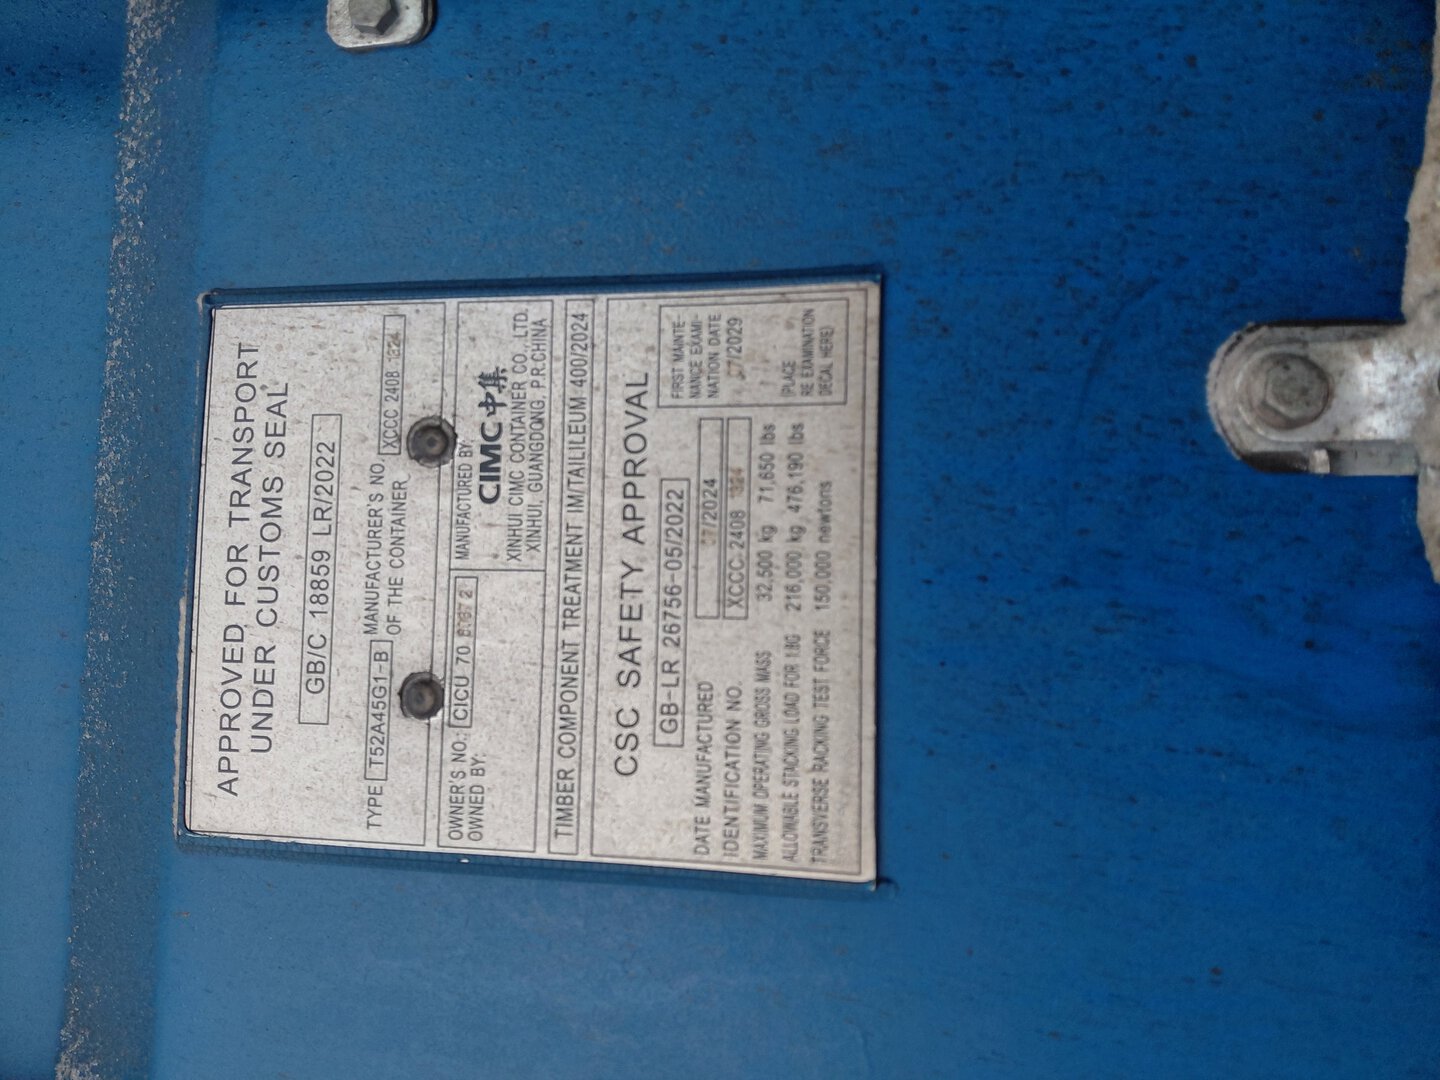 APPROVED FOR TRANSPORT
UNDER CUSTOMS SEAL
GB/C 18859 LR/2022
TYPE T52A45G1-B MANUFACTURER'S NO.
OF THE CONTAINER XCCC 2408
OWNER'S NO.: CICU 70
OWNED BY:
MANUFACTURED BY:
CIMC 中集
XINHUI CIMC CONTAINER CO., LTD.
XINHUI, GUANGDONG, P.R.CHINA
TIMBER COMPONENT TREATMENT IM/TAILILEUM 400/2024
CSC SAFETY APPROVAL
GB-LR 26756-05/2022
DATE MANUFACTURED 07/2024
IDENTIFICATION NO. XCCC 2408
MAXIMUM OPERATING GROSS MASS 32,500 kg 71,650 lbs
ALLOWABLE STACKING LOAD FOR 1.8G 216,000 kg 476,190 lbs
TRANSVERSE RACKING TEST FORCE 150,000 newtons
FIRST MAINTE-
NANCE EXAMI-
NATION DATE
07/2029
(PLACE
RE EXAMINATION
DECAL HERE)